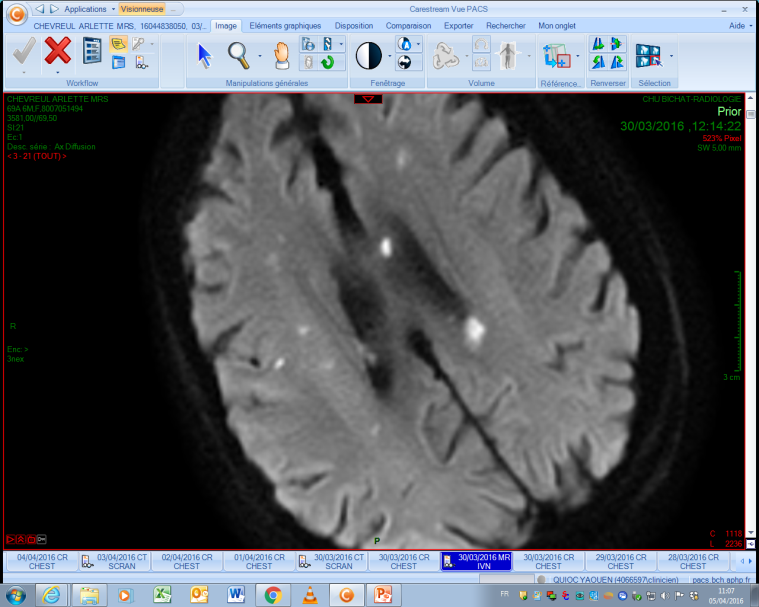 Applications Visionneuse ...
Carestream Vue PACS
CHEVREUL ARLETTE MRS, 16044838050, 03/.. Image Eléments graphiques Disposition Comparaison Exporter Rechercher Mon onglet Aide
Workflow Manipulations générales Fenêtrage Volume Référence.. Renverser Sélection
CHEVREUL ARLETTE MRS
69A 6M,F,8007051494
3581.00//69.50
SI:21
Ec 1
Desc. série : Ax Diffusion
< 3 - 21 (TOUT) >
CHU BICHAT-RADIOLOGIE
Prior
30/03/2016 ,12:14:22
523% Pixel
SW 5,00 mm
R
Enc: >
3nex
3 cm
P
C 1118
L 2236
04/04/2016 CR CHEST
03/04/2016 CT SCRAN
02/04/2016 CR CHEST
01/04/2016 CR CHEST
30/03/2016 CT SCRAN
30/03/2016 CR CHEST
30/03/2016 MR IVN
30/03/2016 CR CHEST
29/03/2016 CR CHEST
28/03/2016 CR CHEST
QUIOC YAOUEN (4066597\clinicien) pacs.bch.aphp.fr
FR
11:07
05/04/2016